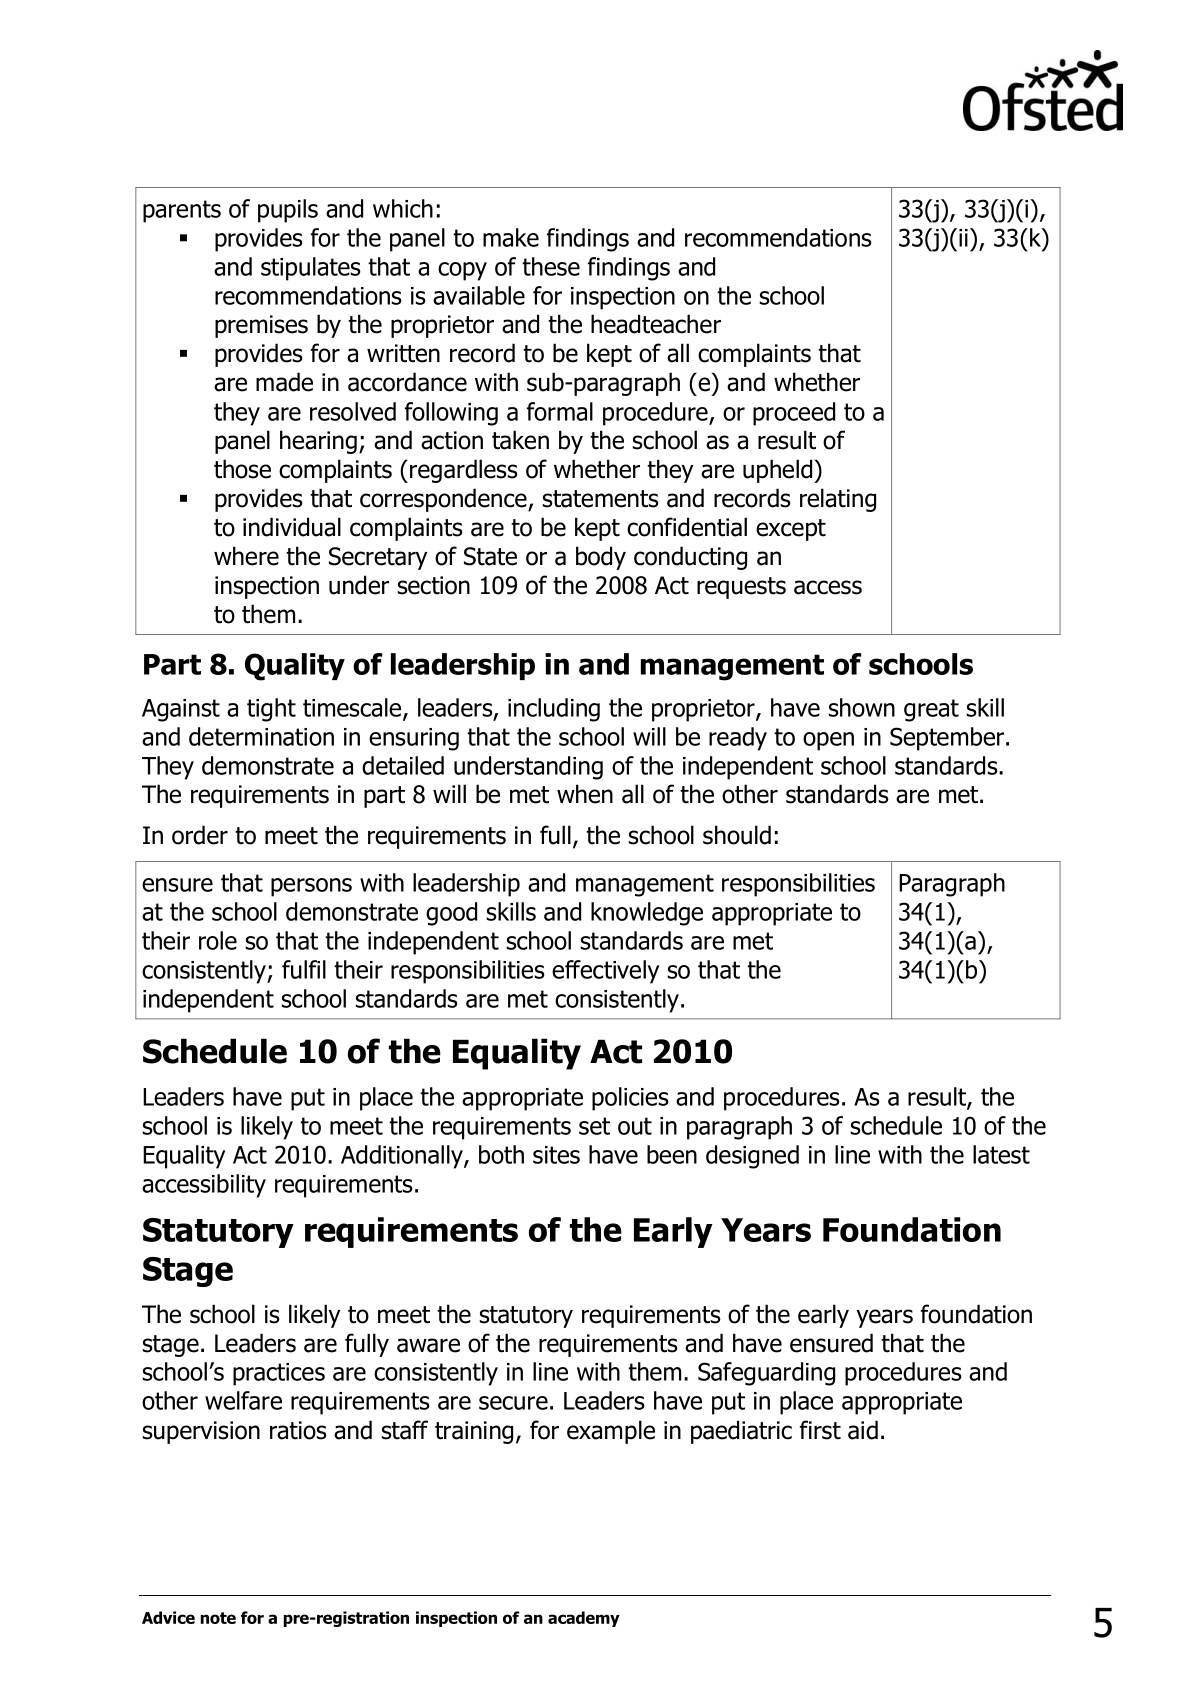 Ofsted
parents of pupils and which:
▪ provides for the panel to make findings and recommendations
and stipulates that a copy of these findings and
recommendations is available for inspection on the school
premises by the proprietor and the headteacher
▪ provides for a written record to be kept of all complaints that
are made in accordance with sub-paragraph (e) and whether
they are resolved following a formal procedure, or proceed to a
panel hearing; and action taken by the school as a result of
those complaints (regardless of whether they are upheld)
▪ provides that correspondence, statements and records relating
to individual complaints are to be kept confidential except
where the Secretary of State or a body conducting an
inspection under section 109 of the 2008 Act requests access
to them.
33(j), 33(j)(i),
33(j)(ii), 33(k)
Part 8. Quality of leadership in and management of schools
Against a tight timescale, leaders, including the proprietor, have shown great skill
and determination in ensuring that the school will be ready to open in September.
They demonstrate a detailed understanding of the independent school standards.
The requirements in part 8 will be met when all of the other standards are met.
In order to meet the requirements in full, the school should:
ensure that persons with leadership and management responsibilities
at the school demonstrate good skills and knowledge appropriate to
their role so that the independent school standards are met
consistently; fulfil their responsibilities effectively so that the
independent school standards are met consistently.
Paragraph
34(1),
34(1)(a),
34(1)(b)
Schedule 10 of the Equality Act 2010
Leaders have put in place the appropriate policies and procedures. As a result, the
school is likely to meet the requirements set out in paragraph 3 of schedule 10 of the
Equality Act 2010. Additionally, both sites have been designed in line with the latest
accessibility requirements.
Statutory requirements of the Early Years Foundation
Stage
The school is likely to meet the statutory requirements of the early years foundation
stage. Leaders are fully aware of the requirements and have ensured that the
school’s practices are consistently in line with them. Safeguarding procedures and
other welfare requirements are secure. Leaders have put in place appropriate
supervision ratios and staff training, for example in paediatric first aid.
Advice note for a pre-registration inspection of an academy
5